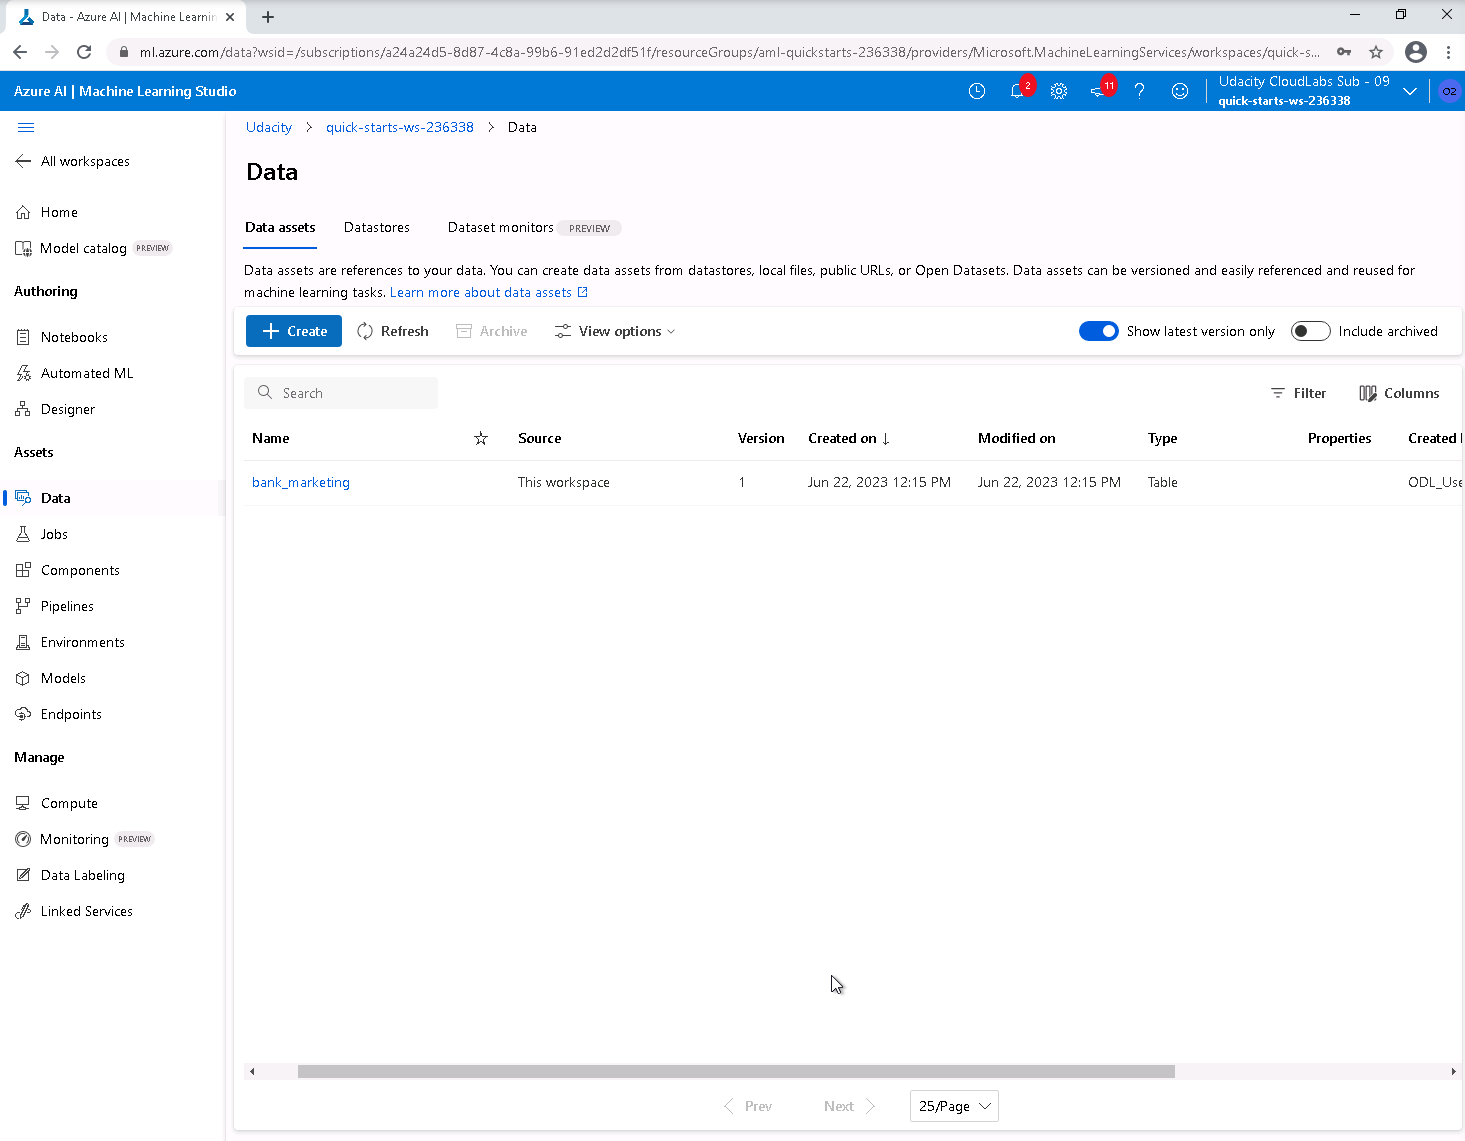 Data - Azure AI | Machine Learnin
ml.azure.com/data?wsid=/subscriptions/a24a24d5-8d87-4c8a-99b6-91ed2d2df51f/resourceGroups/aml-quickstarts-236338/providers/Microsoft.MachineLearningServices/workspaces/quick-s...
Azure AI | Machine Learning Studio
2
11
?
Udacity CloudLabs Sub - 09
quick-starts-ws-236338
O2
All workspaces
Home
Model catalog PREVIEW
Authoring
Notebooks
Automated ML
Designer
Assets
Data
Jobs
Components
Pipelines
Environments
Models
Endpoints
Manage
Compute
Monitoring PREVIEW
Data Labeling
Linked Services
Udacity > quick-starts-ws-236338 > Data
Data
Data assets Datastores Dataset monitors PREVIEW
Data assets are references to your data. You can create data assets from datastores, local files, public URLs, or Open Datasets. Data assets can be versioned and easily referenced and reused for
machine learning tasks. Learn more about data assets
+ Create Refresh Archive View options Show latest version only Include archived
Search Filter Columns
Name Source Version Created on ↓ Modified on Type Properties Created
bank_marketing This workspace 1 Jun 22, 2023 12:15 PM Jun 22, 2023 12:15 PM Table ODL_Use
Prev Next 25/Page